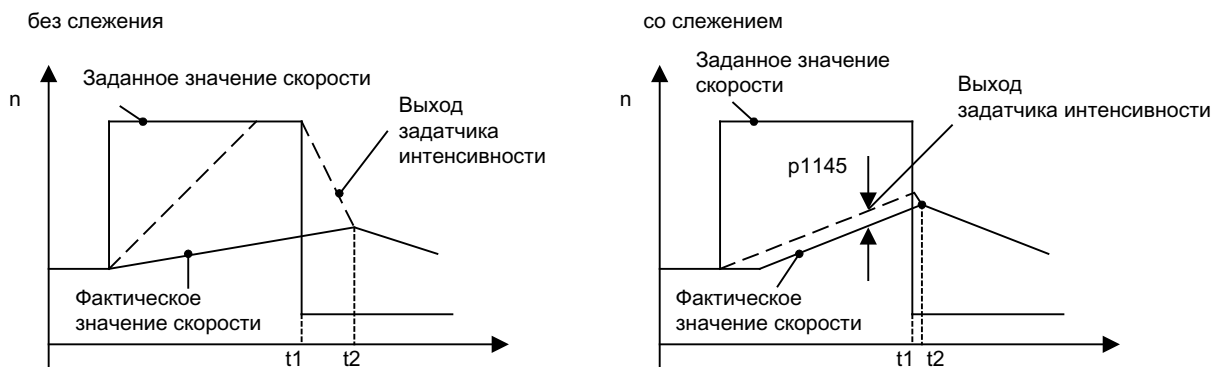 без слежения
n
Заданное значение скорости
Выход
задатчика
интенсивности
Фактическое
значение скорости
t1
t2
со слежением
n
Заданное значение
скорости
Выход
задатчика интенсивности
p1145
Фактическое
значение скорости
t1
t2